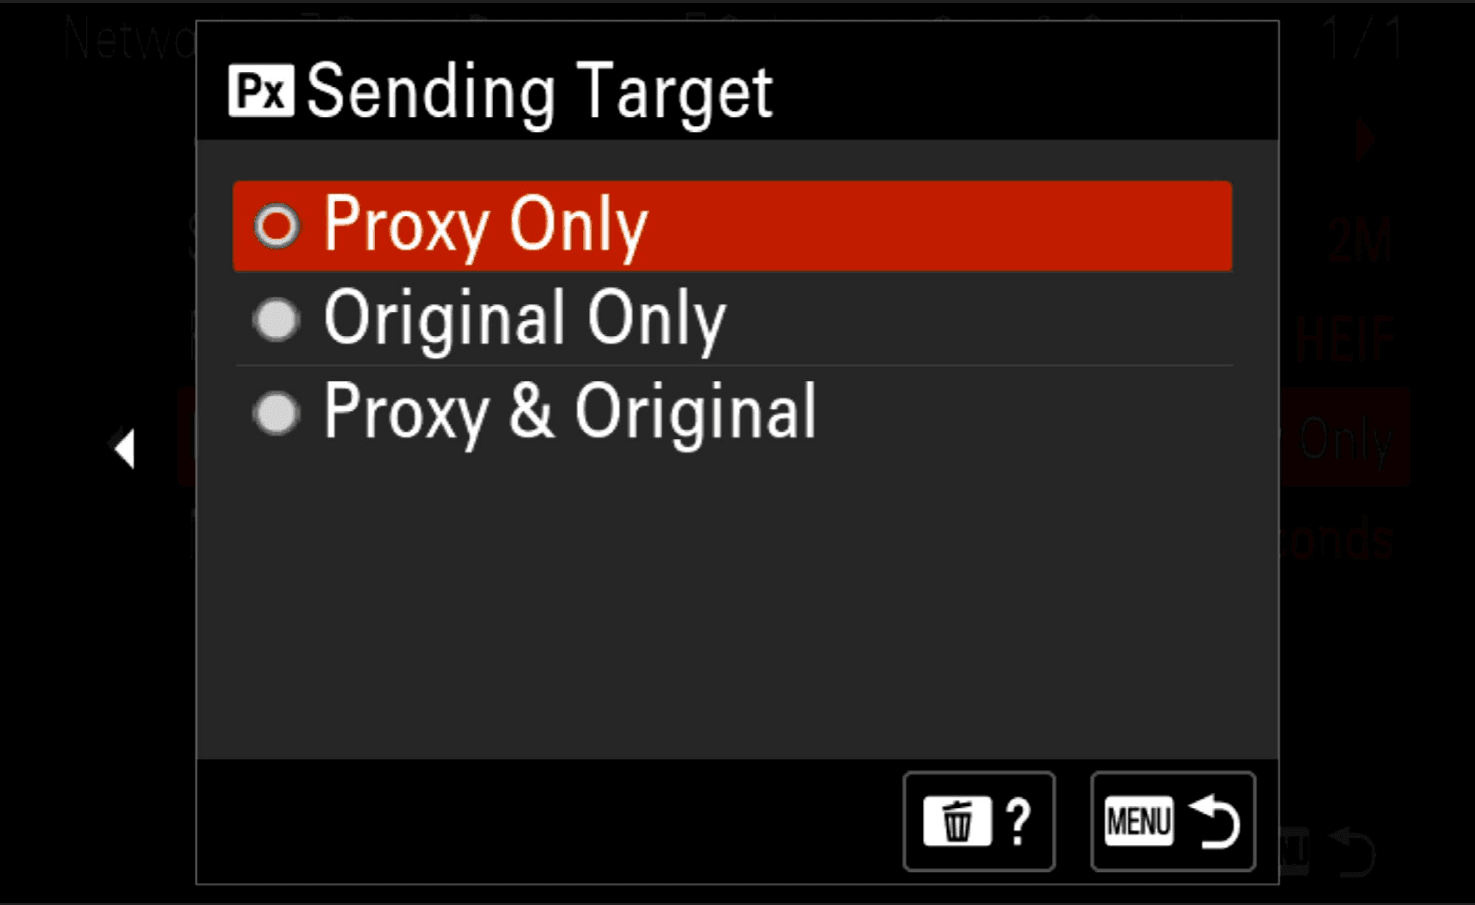 Netwo
1/1
Px Sending Target
Proxy Only
2M
Original Only
HEIF
Proxy & Original
Only
onds
? MENU